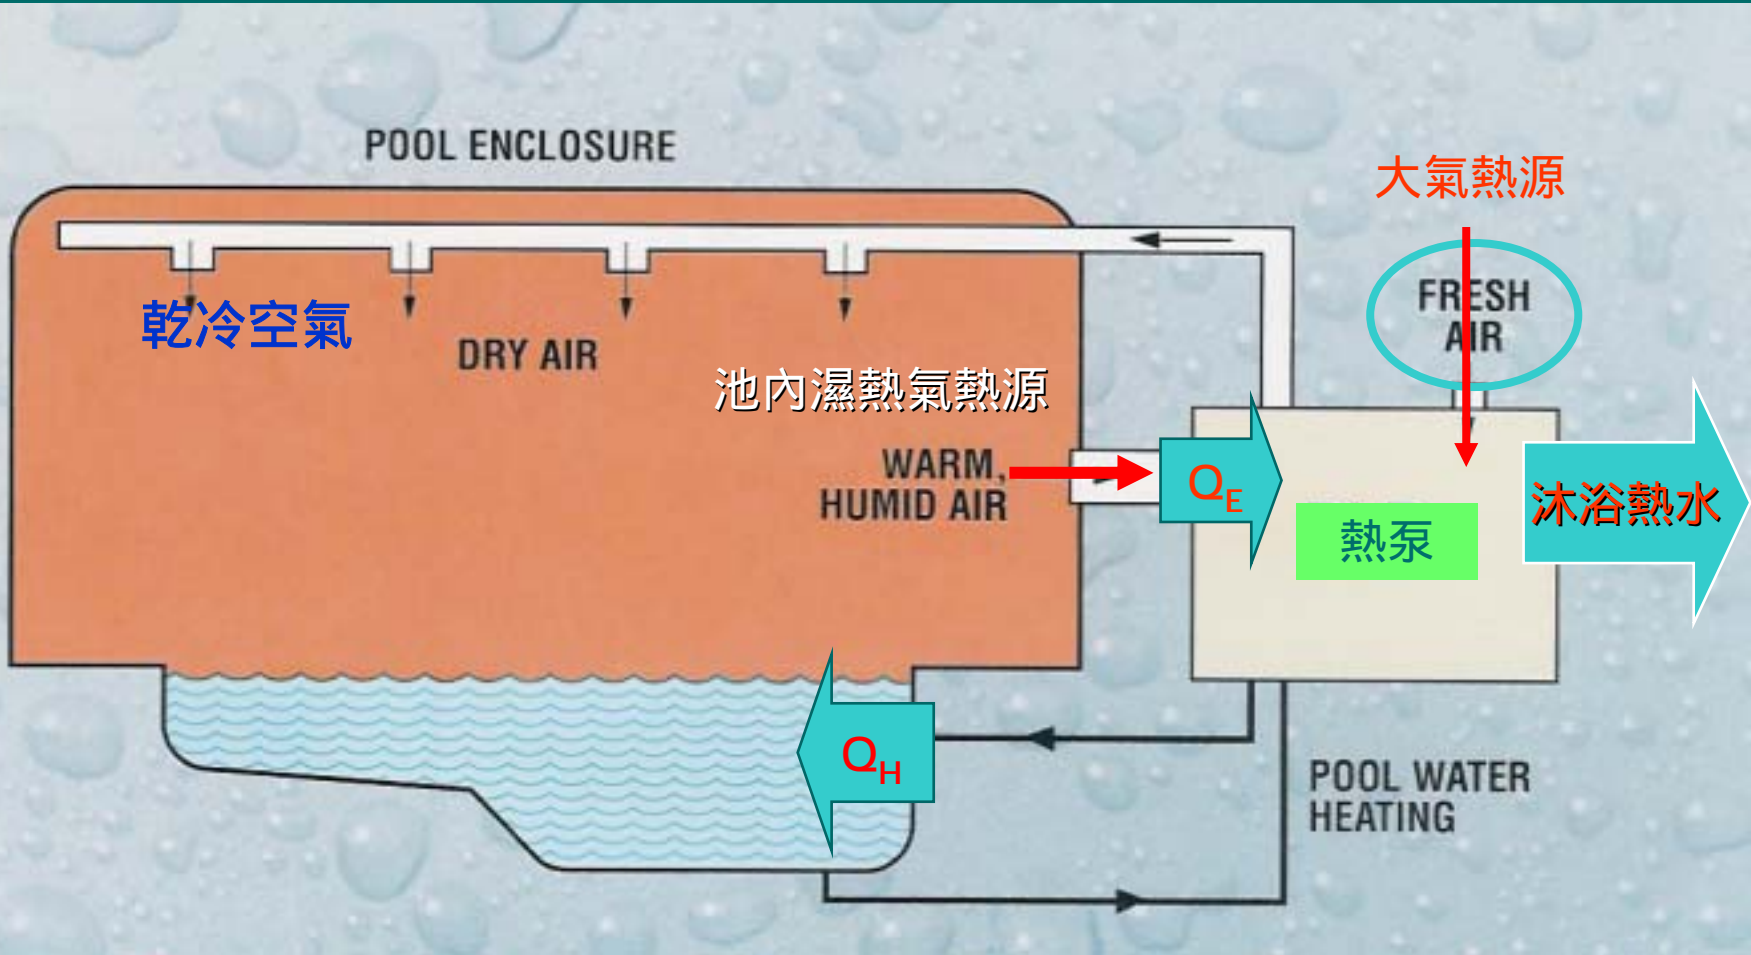 POOL ENCLOSURE
大氣熱源
FRESH
AIR
乾冷空氣
DRY AIR
池內濕熱氣熱源
WARM,
HUMID AIR
QE
熱泵
沐浴熱水
QH
POOL WATER
HEATING